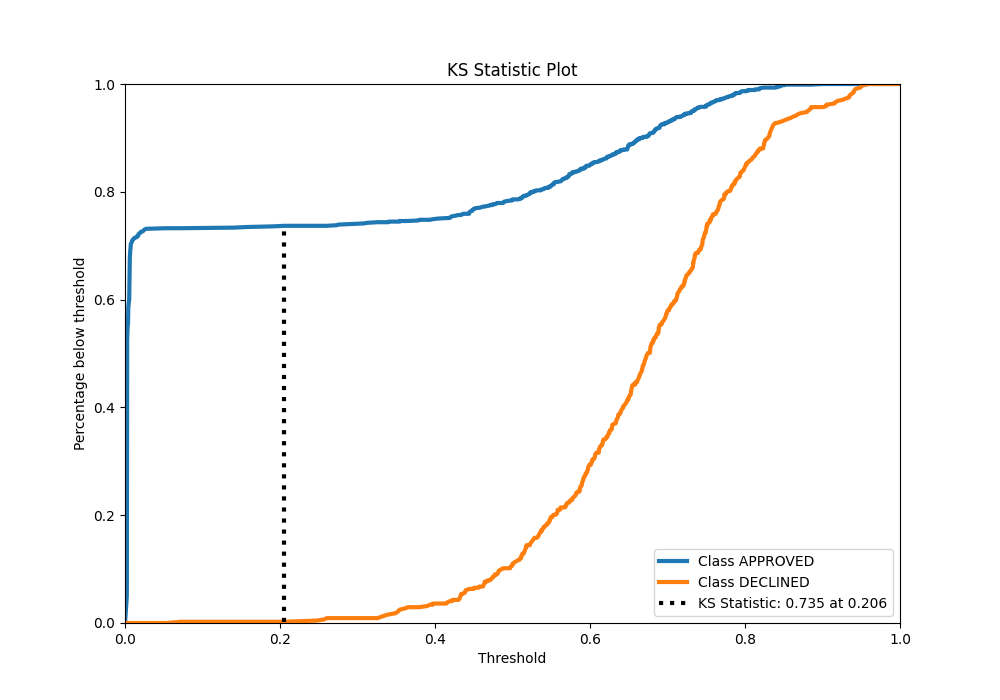 KS Statistic Plot
1.0
0.8
0.6
0.4
0.2
0.0
Percentage below threshold
0.0 0.2 0.4 0.6 0.8 1.0
Threshold
Class APPROVED
Class DECLINED
KS Statistic: 0.735 at 0.206